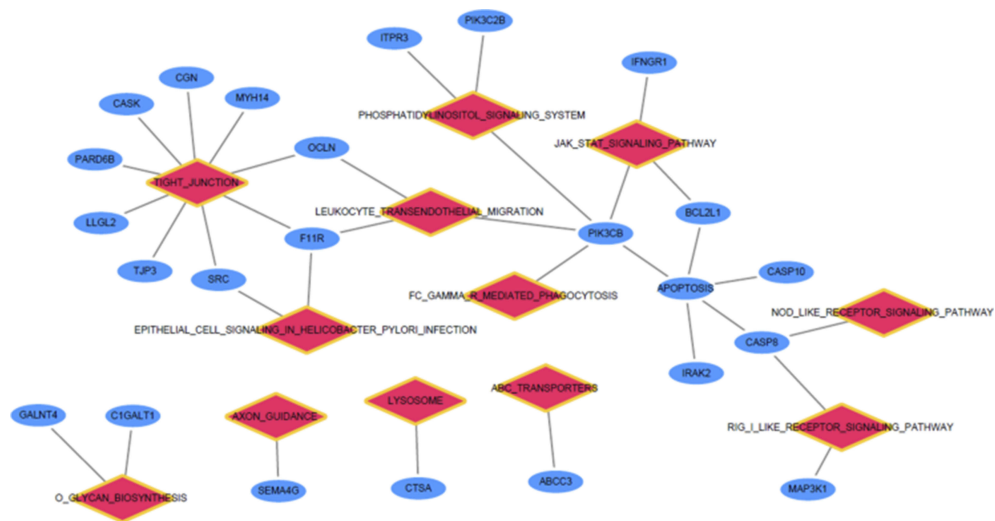 PIK3C2B
ITPR3
IFNGR1
CGN
MYH14
CASK
PHOSPHATIDYLINOSITOL_SIGNALING_SYSTEM
JAK_STAT_SIGNALING_PATHWAY
OCLN
PARD6B
TIGHT_JUNCTION
LEUKOCYTE_TRANSENDOTHELIAL_MIGRATION
BCL2L1
LLGL2
F11R
PIK3CB
TJP3
SRC
CASP10
APOPTOSIS
FC_GAMMA_R_MEDIATED_PHAGOCYTOSIS
NOD_LIKE_RECEPTOR_SIGNALING_PATHWAY
EPITHELIAL_CELL_SIGNALING_IN_HELICOBACTER_PYLORI_INFECTION
CASP8
IRAK2
ABC_TRANSPORTERS
LYSOSOME
GALNT4
C1GALT1
AXON_GUIDANCE
RIG_I_LIKE_RECEPTOR_SIGNALING_PATHWAY
ABCC3
CTSA
SEMA4G
MAP3K1
O_GLYCAN_BIOSYNTHESIS